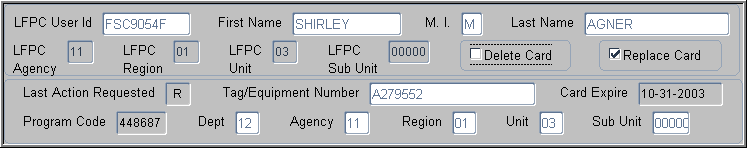 LFPC User Id FSC9054F First Name SHIRLEY M. I. M Last Name AGNER
LFPC Agency 11 LFPC Region 01 LFPC Unit 03 LFPC Sub Unit 00000 Delete Card Replace Card
Last Action Requested R Tag/Equipment Number A279552 Card Expire 10-31-2003
Program Code 448687 Dept 12 Agency 11 Region 01 Unit 03 Sub Unit 00000